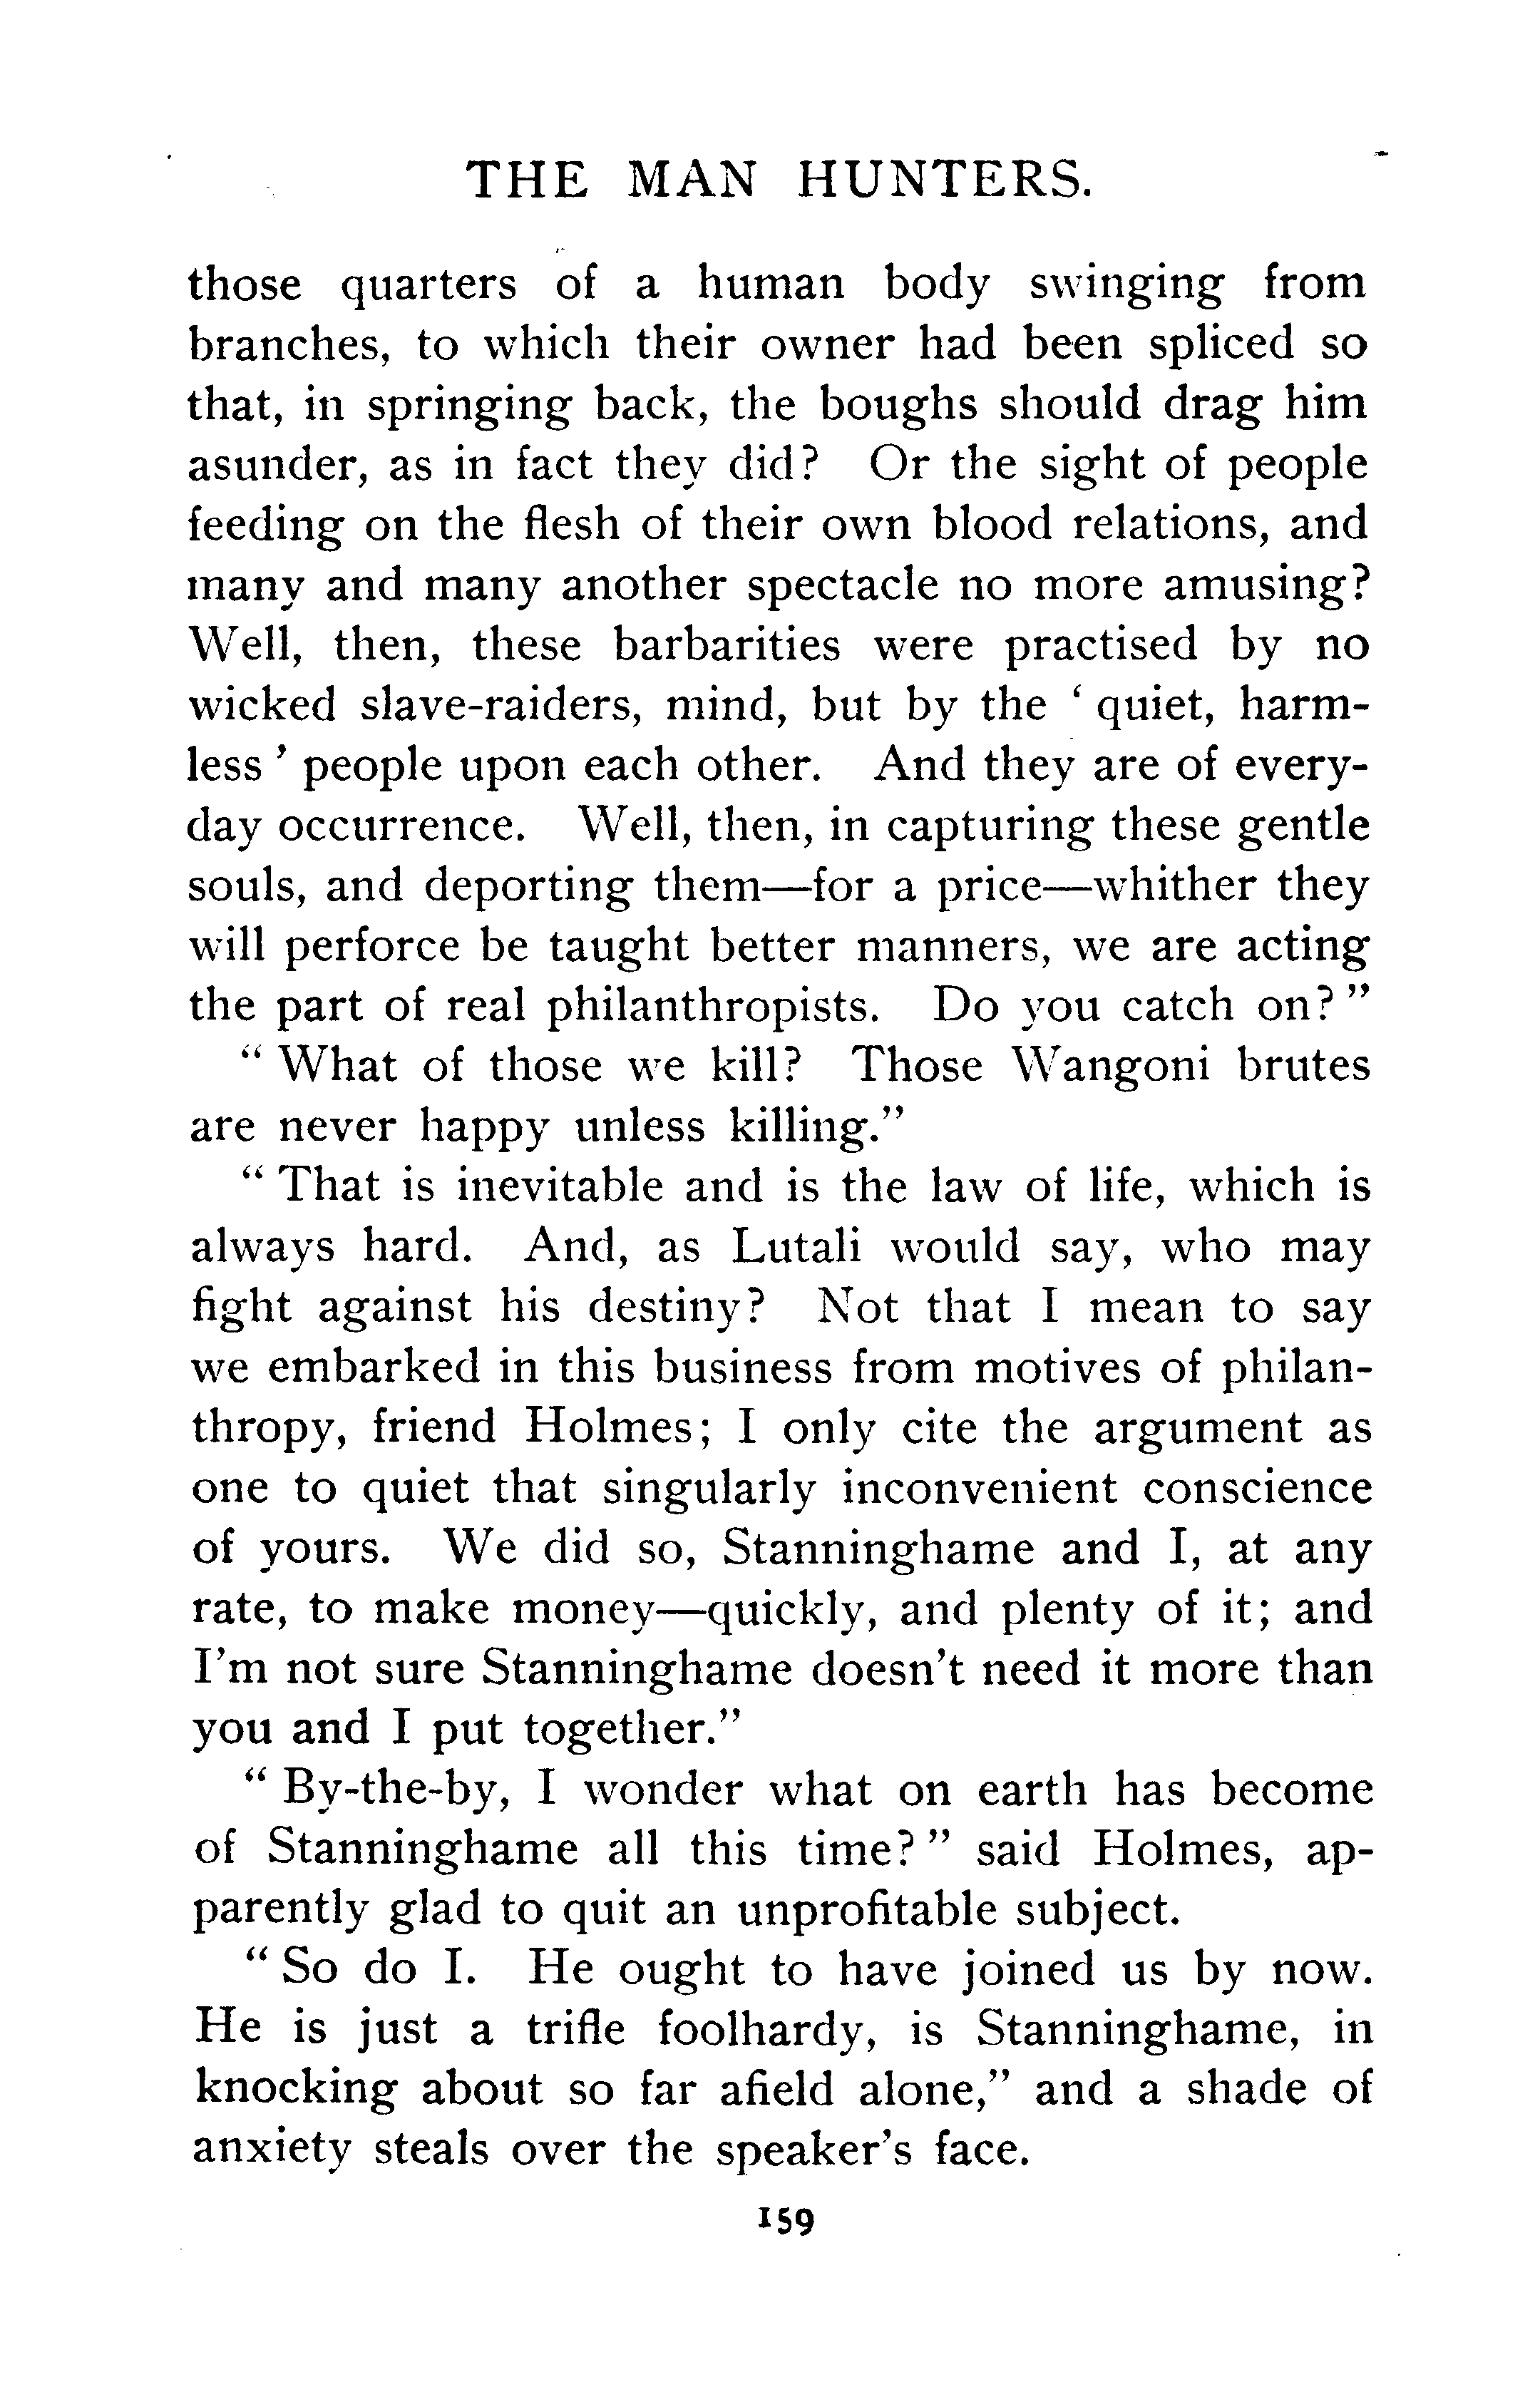 THE MAN HUNTERS.
those quarters of a human body swinging from
branches, to which their owner had been spliced so
that, in springing back, the boughs should drag him
asunder, as in fact they did? Or the sight of people
feeding on the flesh of their own blood relations, and
many and many another spectacle no more amusing?
Well, then, these barbarities were practised by no
wicked slave-raiders, mind, but by the ‘ quiet, harm-
less ’ people upon each other. And they are of every-
day occurrence. Well, then, in capturing these gentle
souls, and deporting them—for a price—whither they
will perforce be taught better manners, we are acting
the part of real philanthropists. Do you catch on? ”
“ What of those we kill? Those Wangoni brutes
are never happy unless killing.”
“ That is inevitable and is the law of life, which is
always hard. And, as Lutali would say, who may
fight against his destiny? Not that I mean to say
we embarked in this business from motives of philan-
thropy, friend Holmes; I only cite the argument as
one to quiet that singularly inconvenient conscience
of yours. We did so, Stanninghame and I, at any
rate, to make money—quickly, and plenty of it; and
I’m not sure Stanninghame doesn’t need it more than
you and I put together.”
“ By-the-by, I wonder what on earth has become
of Stanninghame all this time? ” said Holmes, ap-
parently glad to quit an unprofitable subject.
“ So do I. He ought to have joined us by now.
He is just a trifle foolhardy, is Stanninghame, in
knocking about so far afield alone,” and a shade of
anxiety steals over the speaker’s face.
159